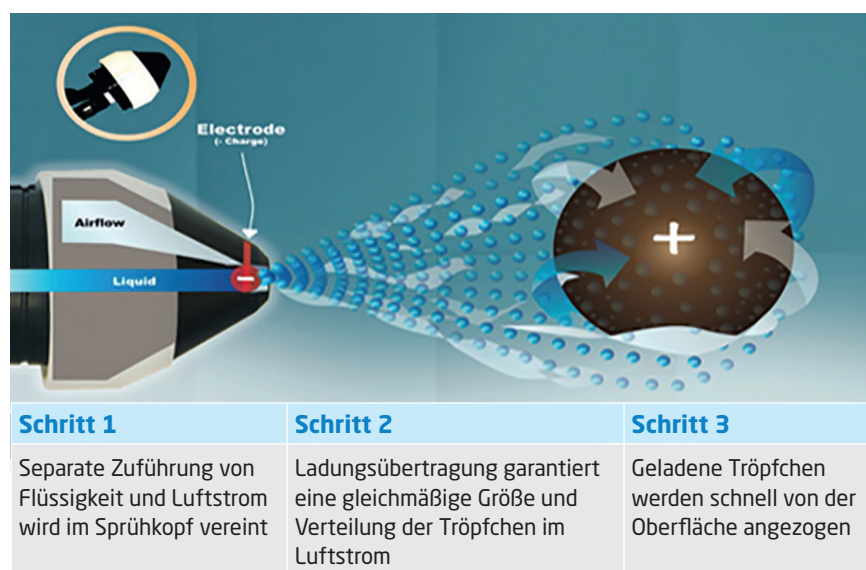 Electrode
(- Charge)
Airflow
Liquid
Schritt 1
Separate Zuführung von
Flüssigkeit und Luftstrom
wird im Sprühkopf vereint
Schritt 2
Ladungsübertragung garantiert
eine gleichmäßige Größe und
Verteilung der Tröpfchen im
Luftstrom
Schritt 3
Geladene Tröpfchen
werden schnell von der
Oberfläche angezogen